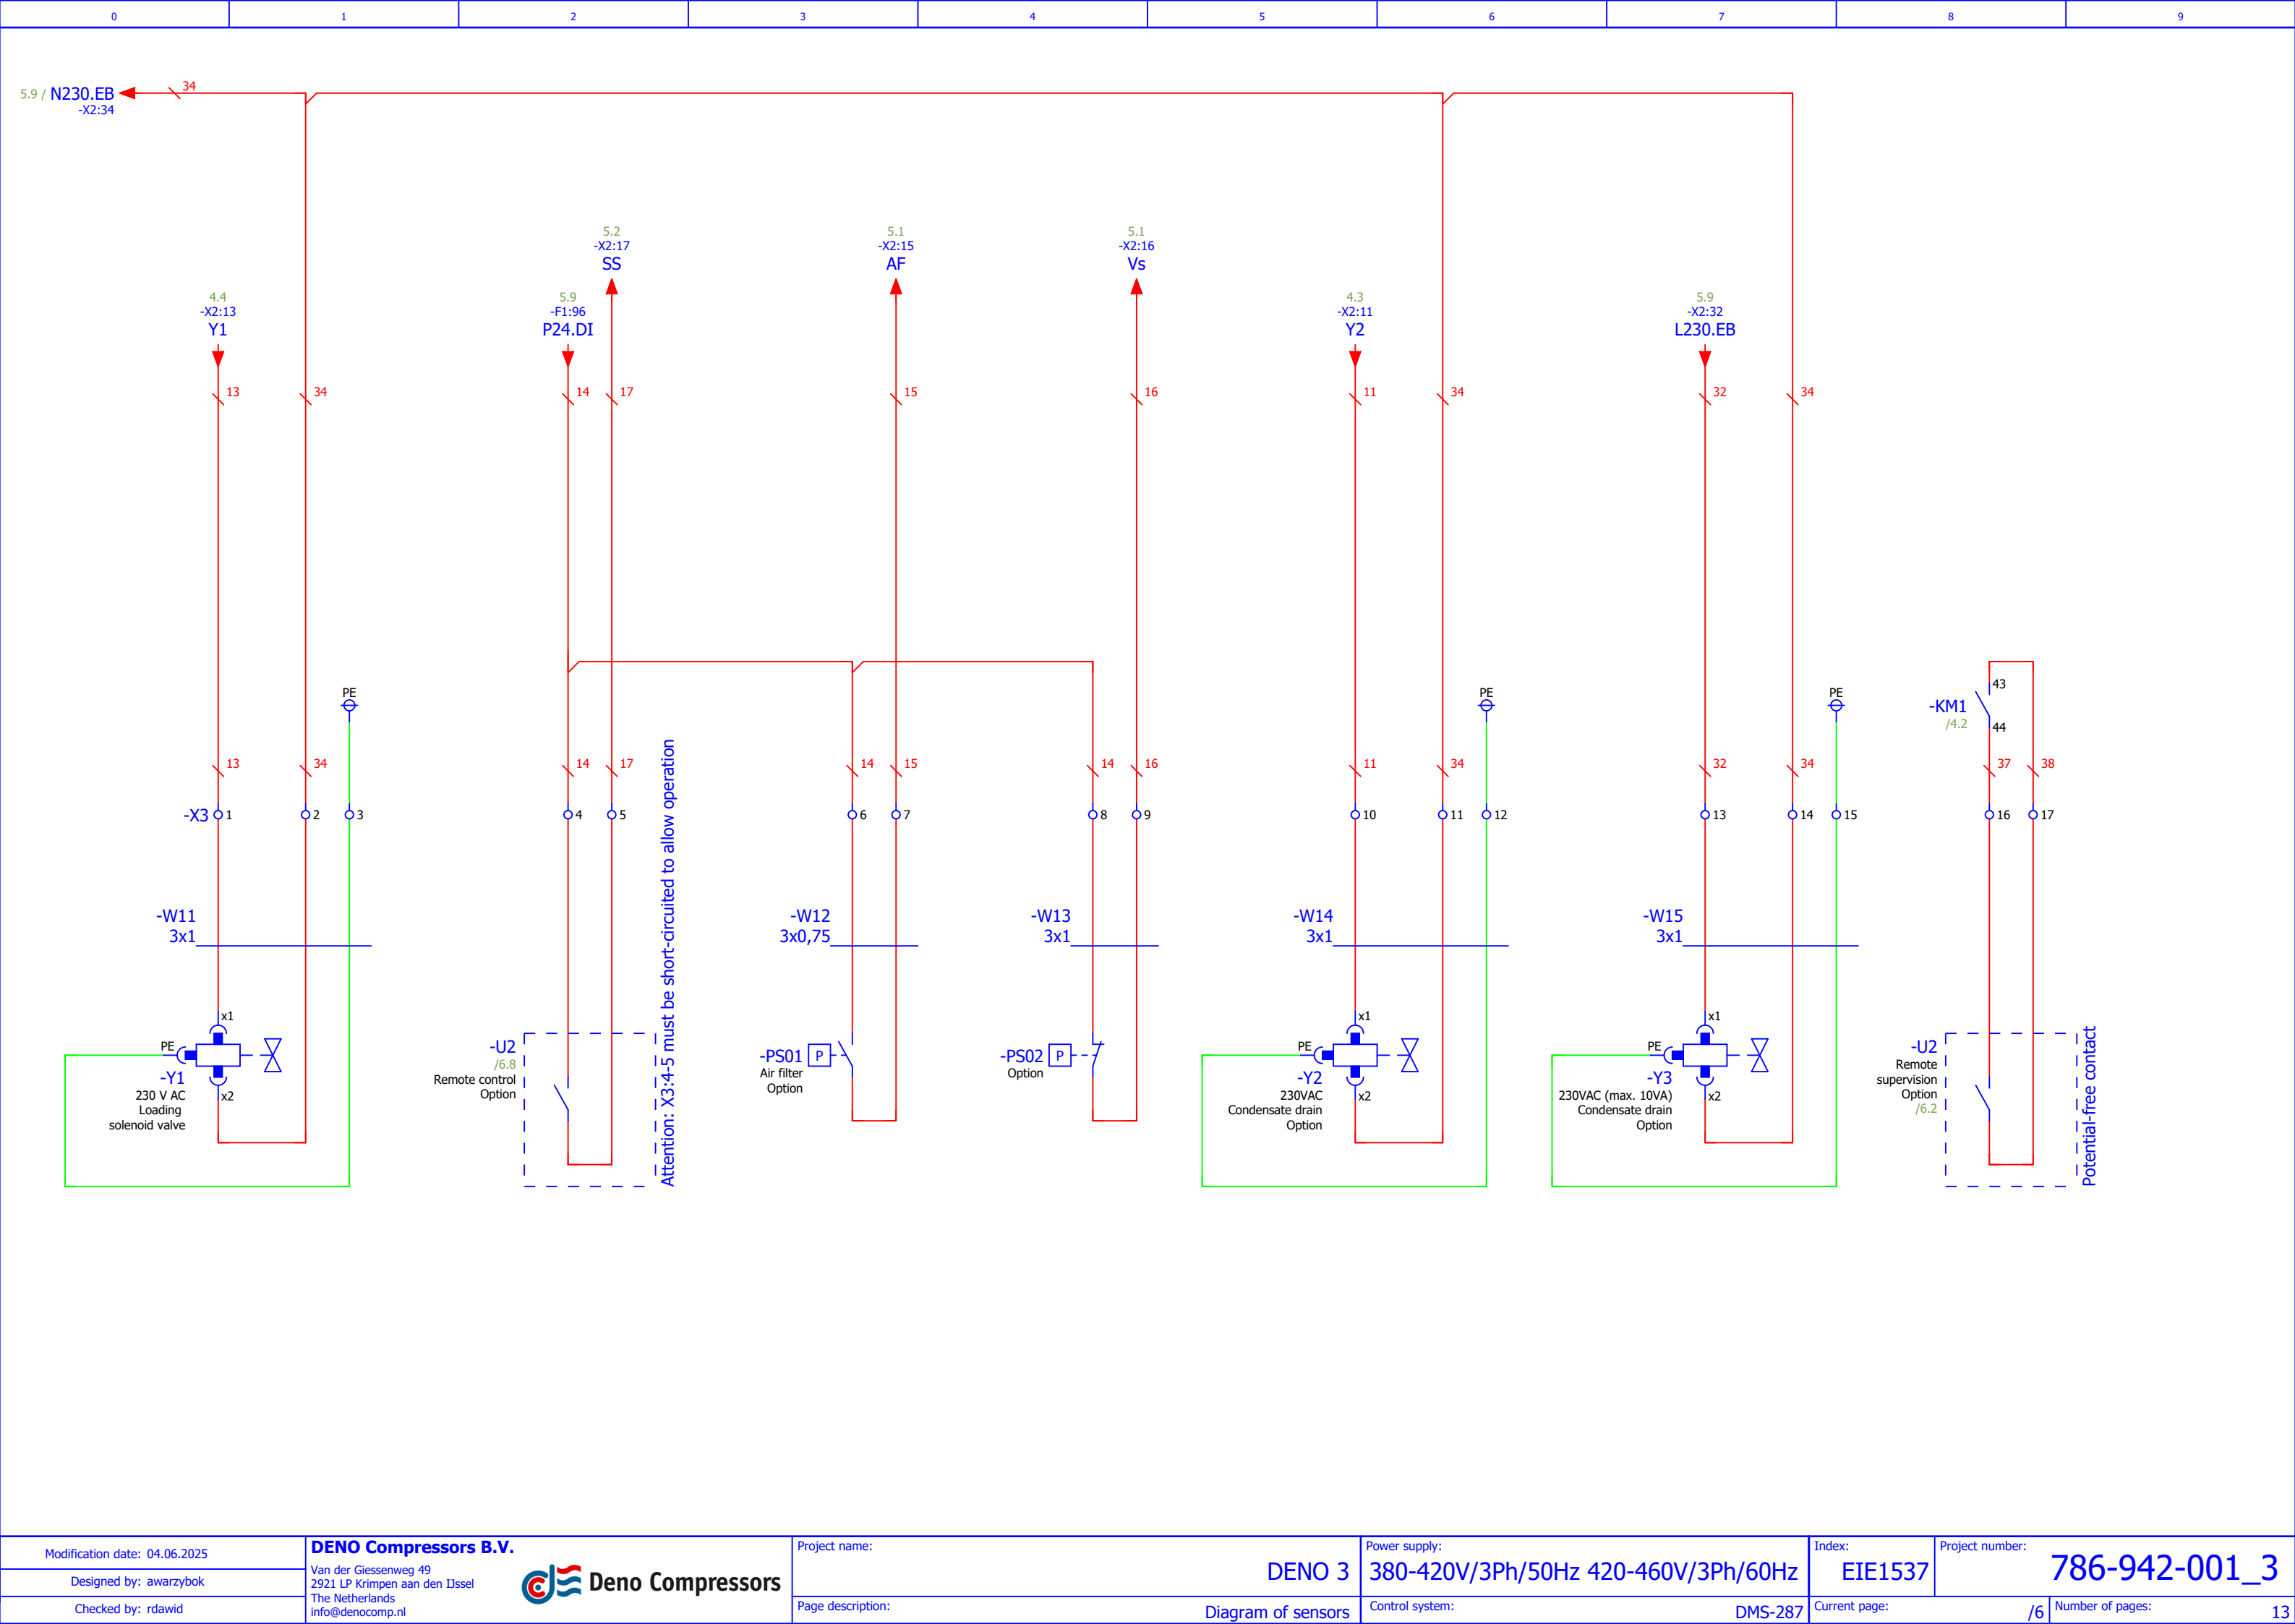 0 1 2 3 4 5 6 7 8 9
5.9 / N230.EB
-X2:34
34
5.2
-X2:17
SS
5.1
-X2:15
AF
5.1
-X2:16
Vs
4.4
-X2:13
Y1
5.9
-F1:96
P24.DI
4.3
-X2:11
Y2
5.9
-X2:32
L230.EB
13 34 14 17 15 16 11 34 32 34
PE PE PE
-KM1
/4.2
43
44
13 34 14 17 14 15 14 16 11 34 32 34 37 38
-X3 1 2 3 4 5 6 7 8 9 10 11 12 13 14 15 16 17
-W11
3x1
-W12
3x0,75
-W13
3x1
-W14
3x1
-W15
3x1
x1
PE
-Y1
x2
230 V AC
Loading
solenoid valve
-U2
/6.8
Remote control
Option
Attention: X3:4-5 must be short-circuited to allow operation
-PS01 P
Air filter
Option
-PS02 P
Option
x1
PE
-Y2
x2
230VAC
Condensate drain
Option
x1
PE
-Y3
x2
230VAC (max. 10VA)
Condensate drain
Option
-U2
Remote
supervision
Option
/6.2
Potential-free contact
Modification date: 04.06.2025
Designed by: awarzybok
Checked by: rdawid
DENO Compressors B.V.
Van der Giessenweg 49
2921 LP Krimpen aan den IJssel
The Netherlands
info@denocomp.nl
Deno Compressors
Project name:
DENO 3
Page description:
Diagram of sensors
Power supply:
380-420V/3Ph/50Hz 420-460V/3Ph/60Hz
Control system:
DMS-287
Index:
EIE1537
Project number:
786-942-001_3
Current page:
/6
Number of pages:
13